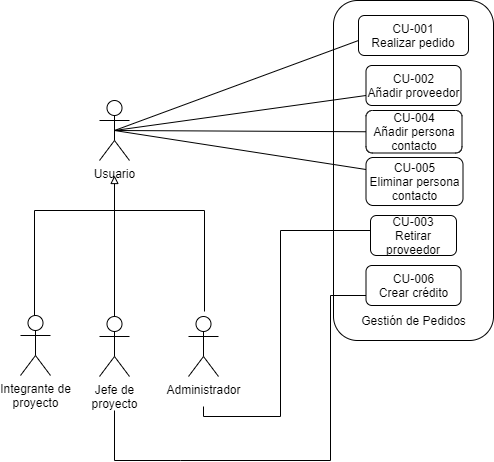 CU-001
Realizar pedido
CU-002
Añadir proveedor
CU-004
Añadir persona
contacto
CU-005
Eliminar persona
contacto
CU-003
Retirar
proveedor
CU-006
Crear crédito
Gestión de Pedidos
Usuario
Integrante de
proyecto
Jefe de
proyecto
Administrador